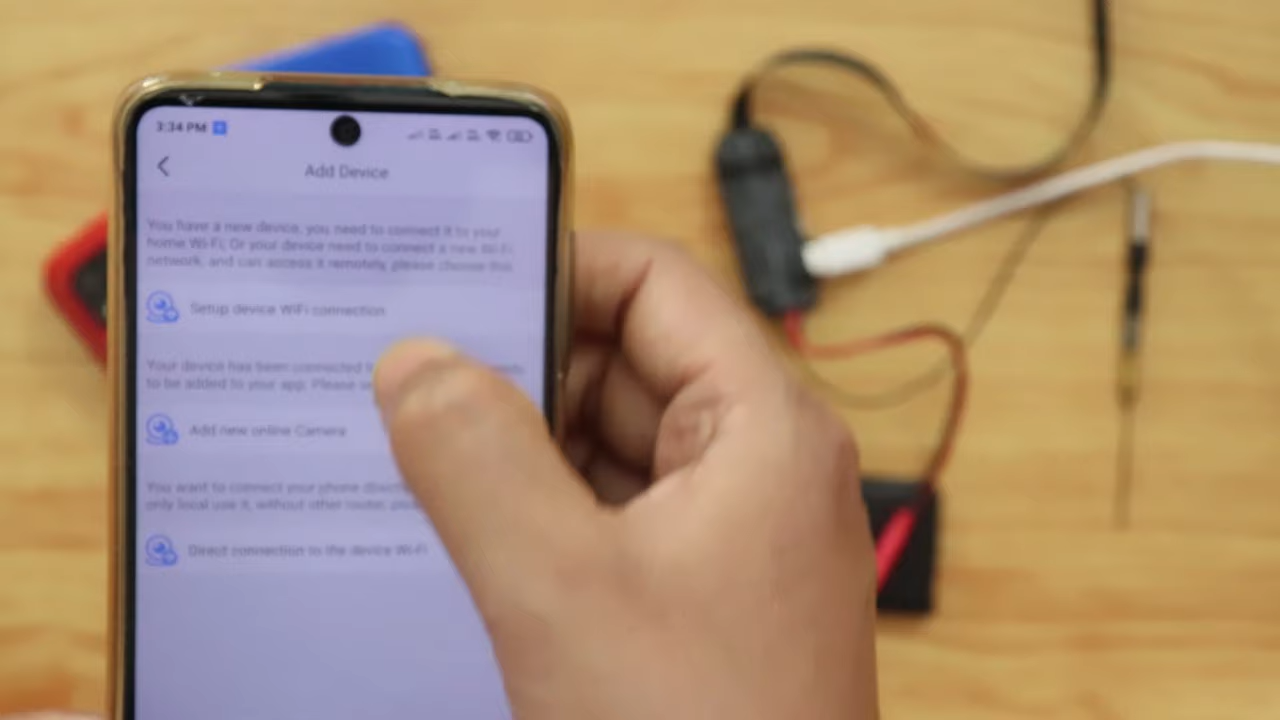 3:34 PM
Add Device
You have a new device, you need to connect it to your
home Wi-Fi; Or your device need to connect a new Wi-Fi
network, and can access it remotely, please choose this.
Setup device WiFi connection
Your device has been connected
to be added to your app. Please
Add new online Camera
You want to connect your phone
only local use it, without other router,
Direct connection to the device Wi-Fi